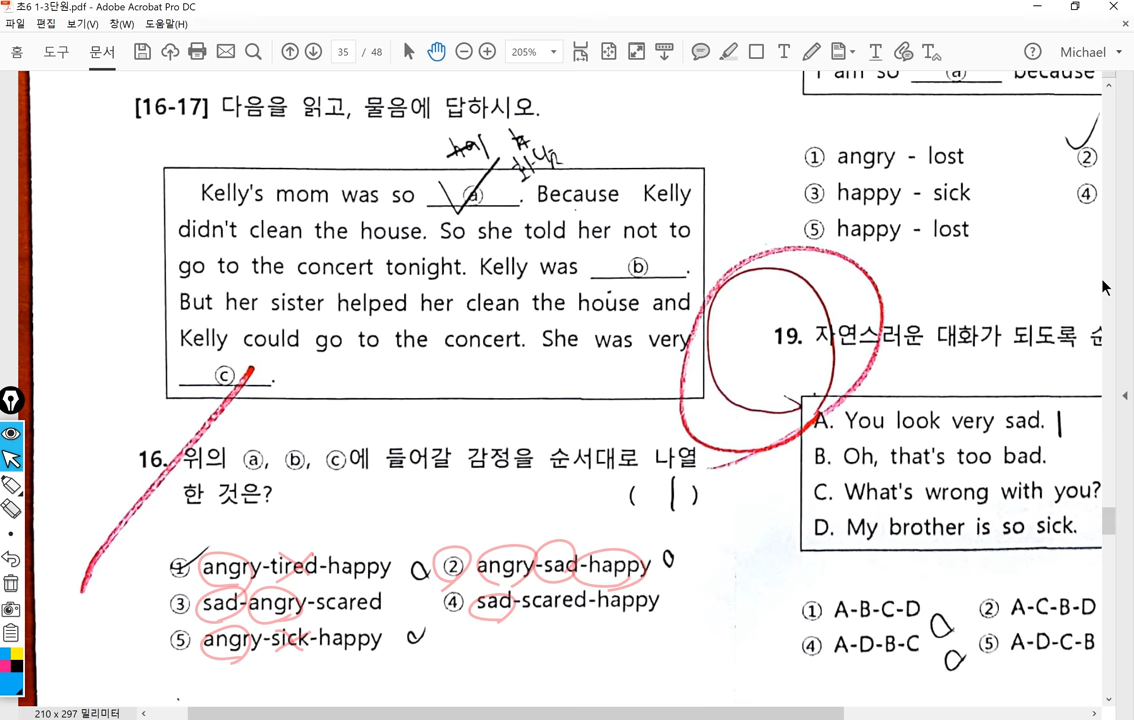 초6 1-3단원.pdf - Adobe Acrobat Pro DC
파일 편집 보기(V) 창(W) 도움말(H)
홈 도구 문서 35 / 48 205% Michael
[16-17] 다음을 읽고, 물음에 답하시오.
Kelly's mom was so ⓐ. Because Kelly
didn't clean the house. So she told her not to
go to the concert tonight. Kelly was ⓑ.
But her sister helped her clean the house and
Kelly could go to the concert. She was very
ⓒ.
16. 위의 ⓐ, ⓑ, ⓒ에 들어갈 감정을 순서대로 나열
한 것은? ( 1 )
① angry-tired-happy ② angry-sad-happy
③ sad-angry-scared ④ sad-scared-happy
⑤ angry-sick-happy
I am so ⓐ because
① angry - lost ②
③ happy - sick ④
⑤ happy - lost
19. 자연스러운 대화가 되도록 순
A. You look very sad. 1
B. Oh, that's too bad.
C. What's wrong with you?
D. My brother is so sick.
① A-B-C-D ② A-C-B-D
④ A-D-B-C ⑤ A-D-C-B
210 x 297 밀리미터